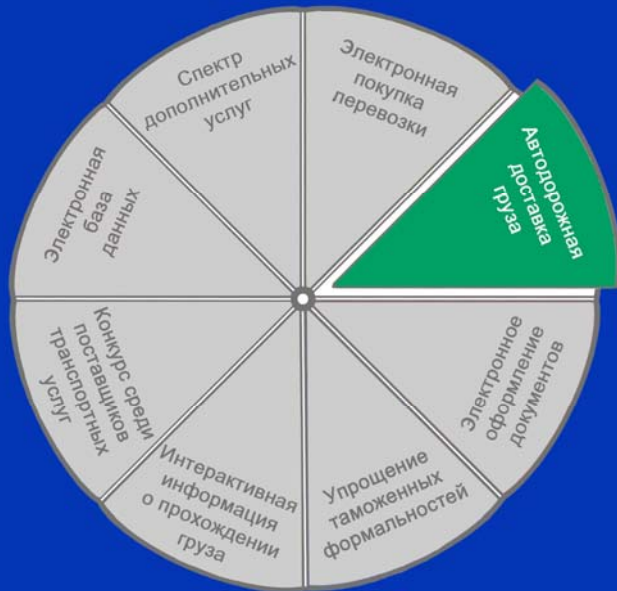 Электронная
покупка
перевозки
Автодорожная
доставка
груза
Электронное
оформление
документов
Упрощение
таможенных
формальностей
Интерактивная
информация
о прохождении
груза
Конкурс среди
поставщиков
транспортных
услуг
Электронная
база
данных
Спектр
дополнительных
услуг